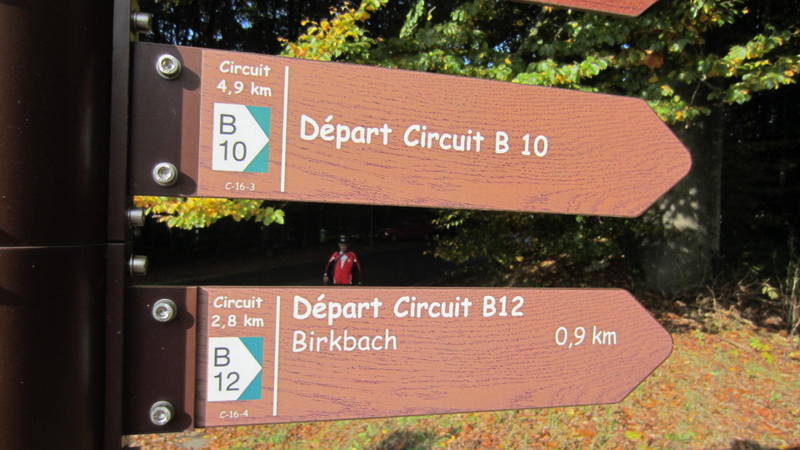 Circuit
4,9 km
B
10
C-16-3
Départ Circuit B 10
Circuit
2,8 km
B
12
C-16-4
Départ Circuit B12
Birkbach 0,9 km